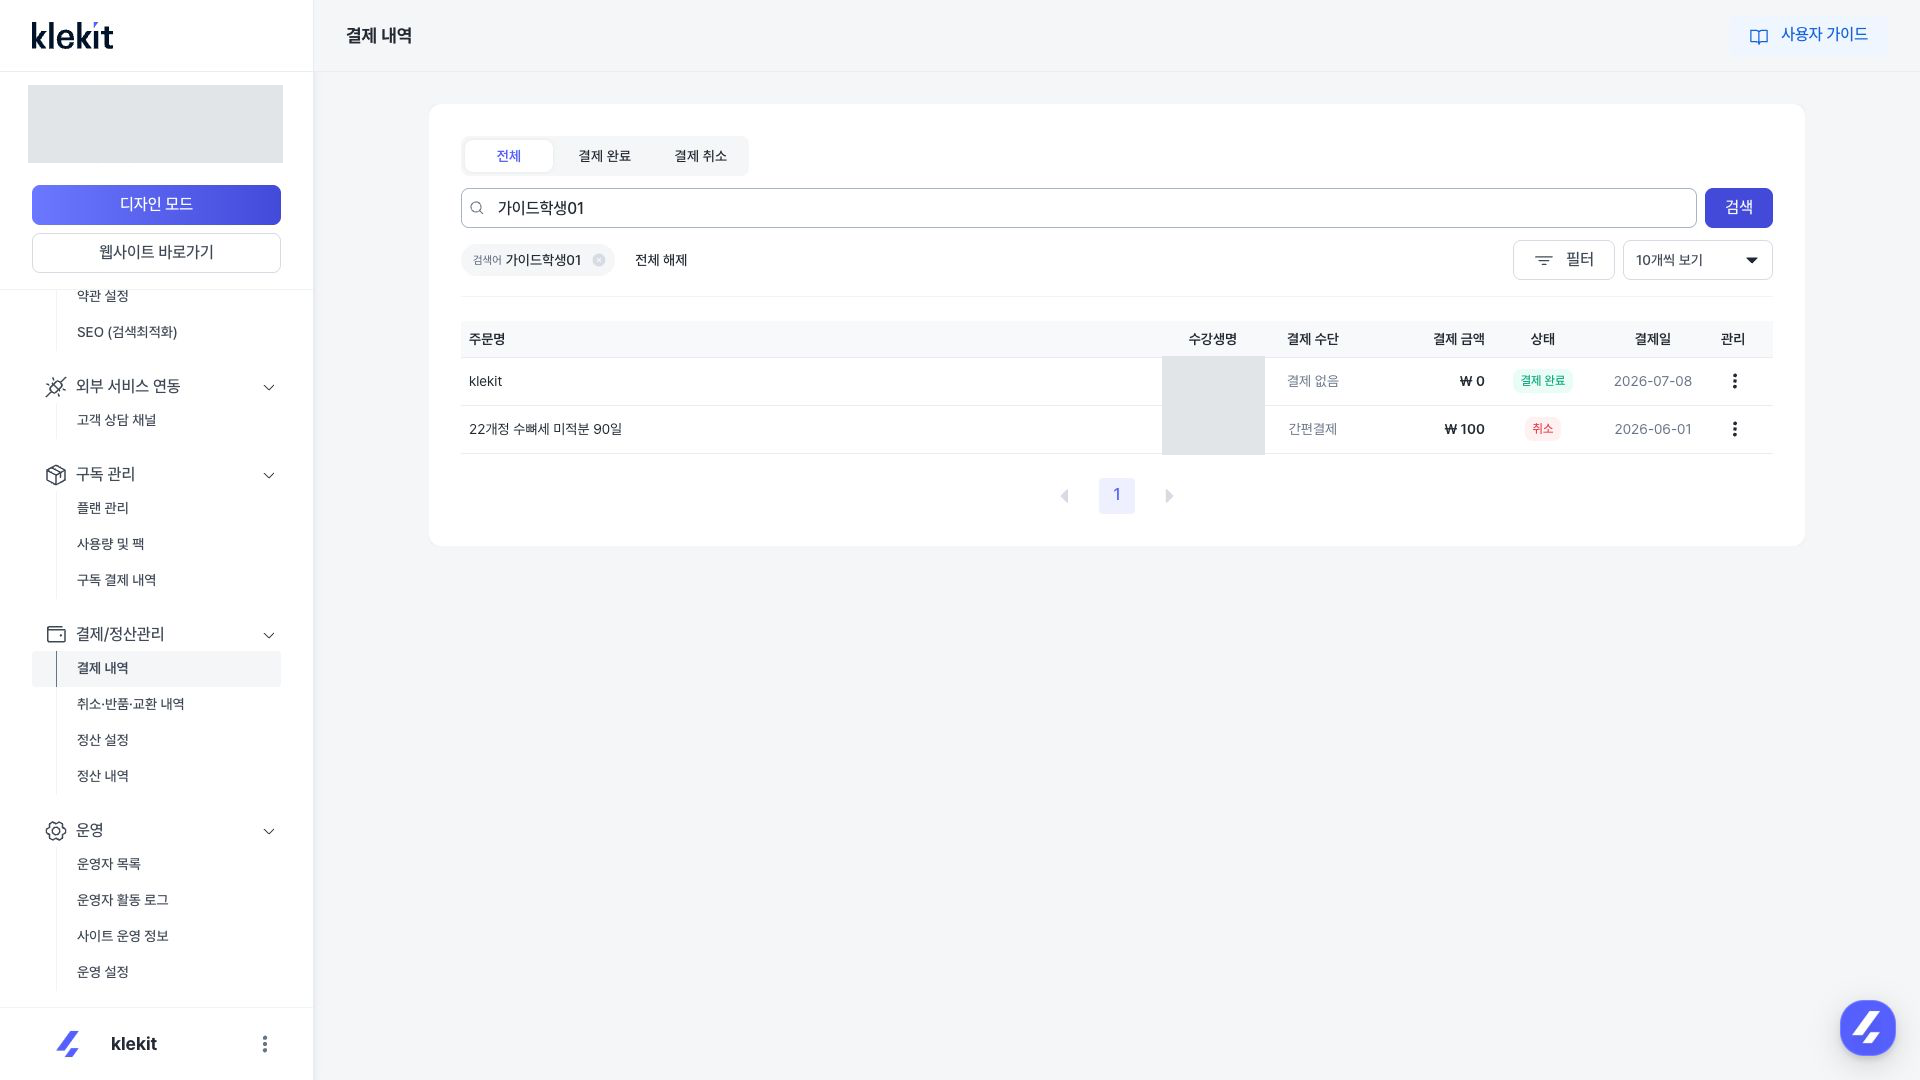 klekit
결제 내역
사용자 가이드
디자인 모드
웹사이트 바로가기
약관 설정
SEO (검색최적화)
외부 서비스 연동
고객 상담 채널
구독 관리
플랜 관리
사용량 및 팩
구독 결제 내역
결제/정산관리
결제 내역
취소·반품·교환 내역
정산 설정
정산 내역
운영
운영자 목록
운영자 활동 로그
사이트 운영 정보
운영 설정
klekit
전체 결제 완료 결제 취소
가이드학생01 검색
검색어 가이드학생01 전체 해제 필터 10개씩 보기
주문명 수강생명 결제 수단 결제 금액 상태 결제일 관리
klekit 결제 없음 ₩ 0 결제 완료 2026-07-08
22개정 수뼈세 미적분 90일 간편결제 ₩ 100 취소 2026-06-01
1